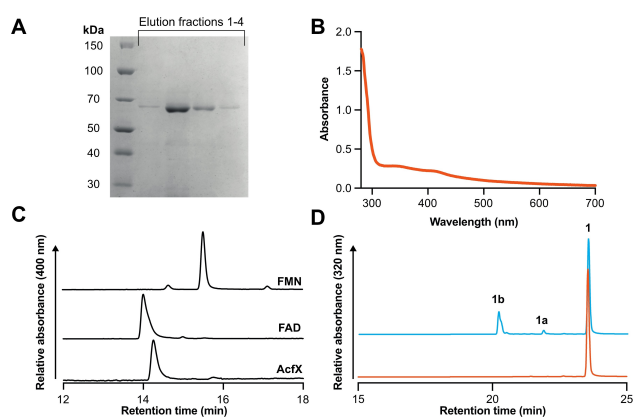 A
Elution fractions 1-4
kDa
150
100
70
50
40
30
B
Absorbance
2.0
1.5
1.0
0.5
0.0
300 400 500 600 700
Wavelength (nm)
C
Relative absorbance (400 nm)
FMN
FAD
AcfX
12 14 16 18
Retention time (min)
D
Relative absorbance (320 nm)
1
1b
1a
15 20 25
Retention time (min)